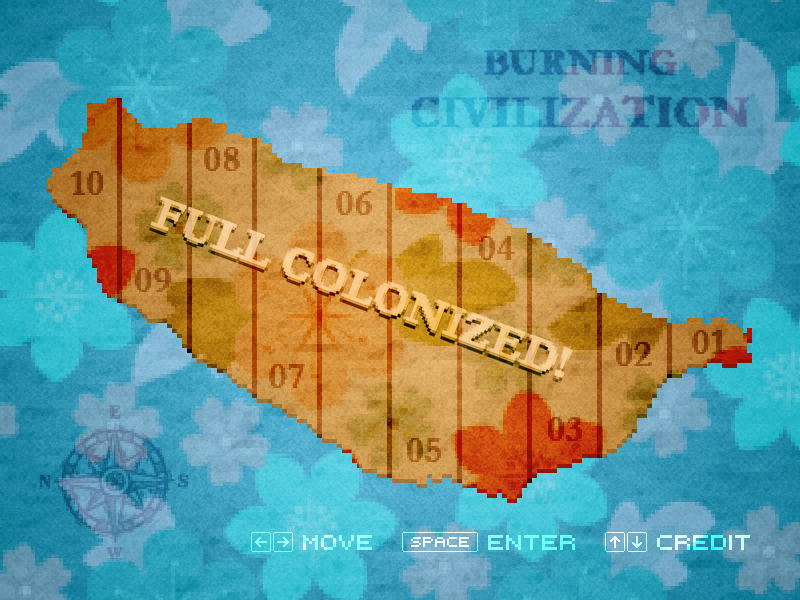 BURNING
CIVILIZATION
10
08
06
04
09
FULL COLONIZED!
01
02
07
03
05
E
N
S
W
MOVE
SPACE ENTER
CREDIT